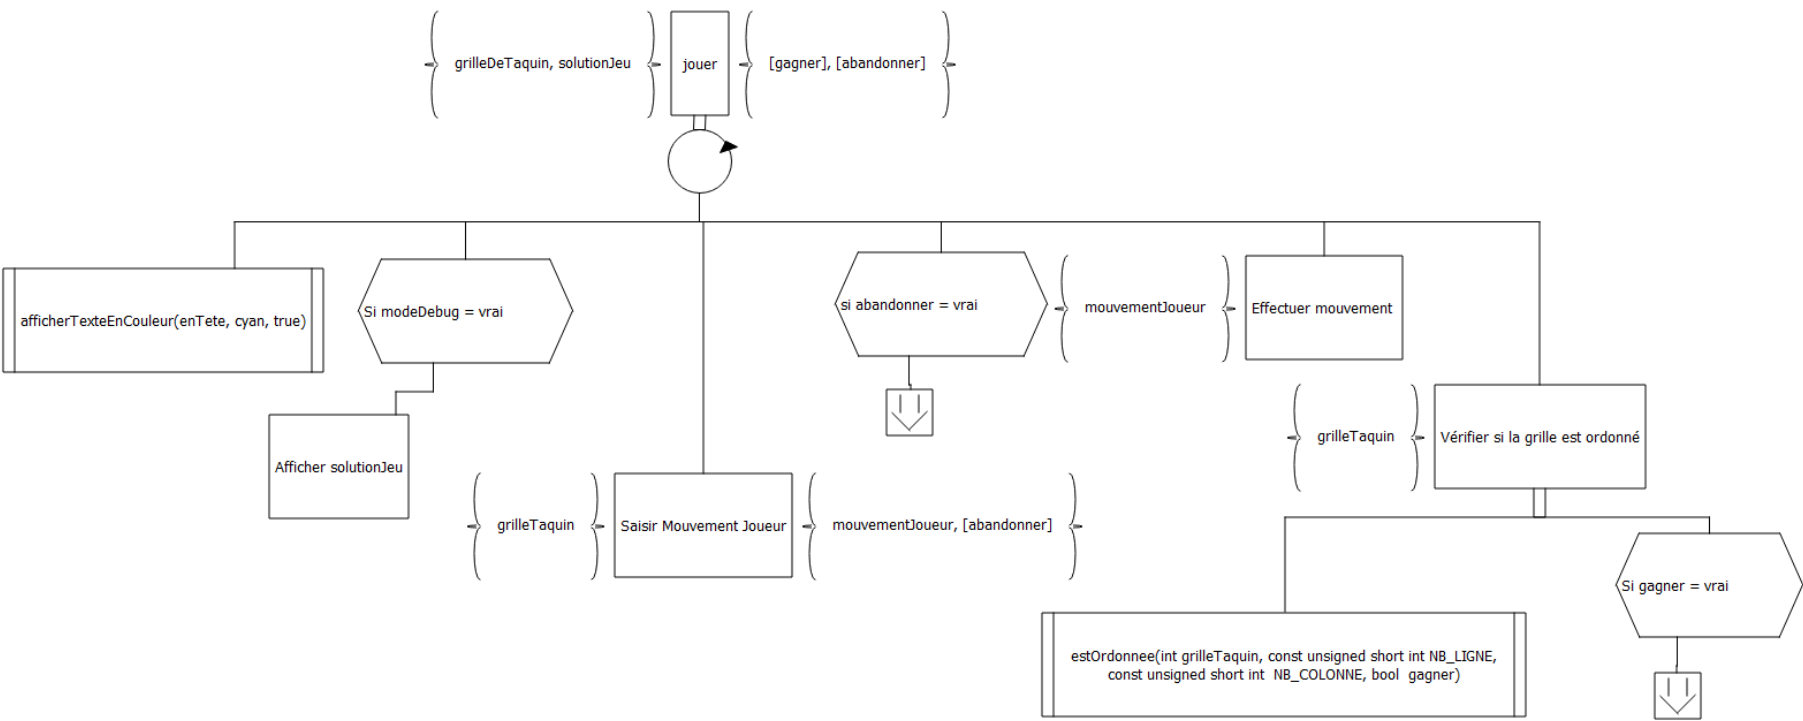 grilleDeTaquin, solutionJeu
jouer
[gagner], [abandonner]
afficherTexteEnCouleur(enTete, cyan, true)
Si modeDebug = vrai
Afficher solutionJeu
grilleTaquin
Saisir Mouvement Joueur
mouvementJoueur, [abandonner]
si abandonner = vrai
mouvementJoueur
Effectuer mouvement
grilleTaquin
Vérifier si la grille est ordonné
estOrdonnee(int grilleTaquin, const unsigned short int NB_LIGNE,
const unsigned short int NB_COLONNE, bool gagner)
Si gagner = vrai